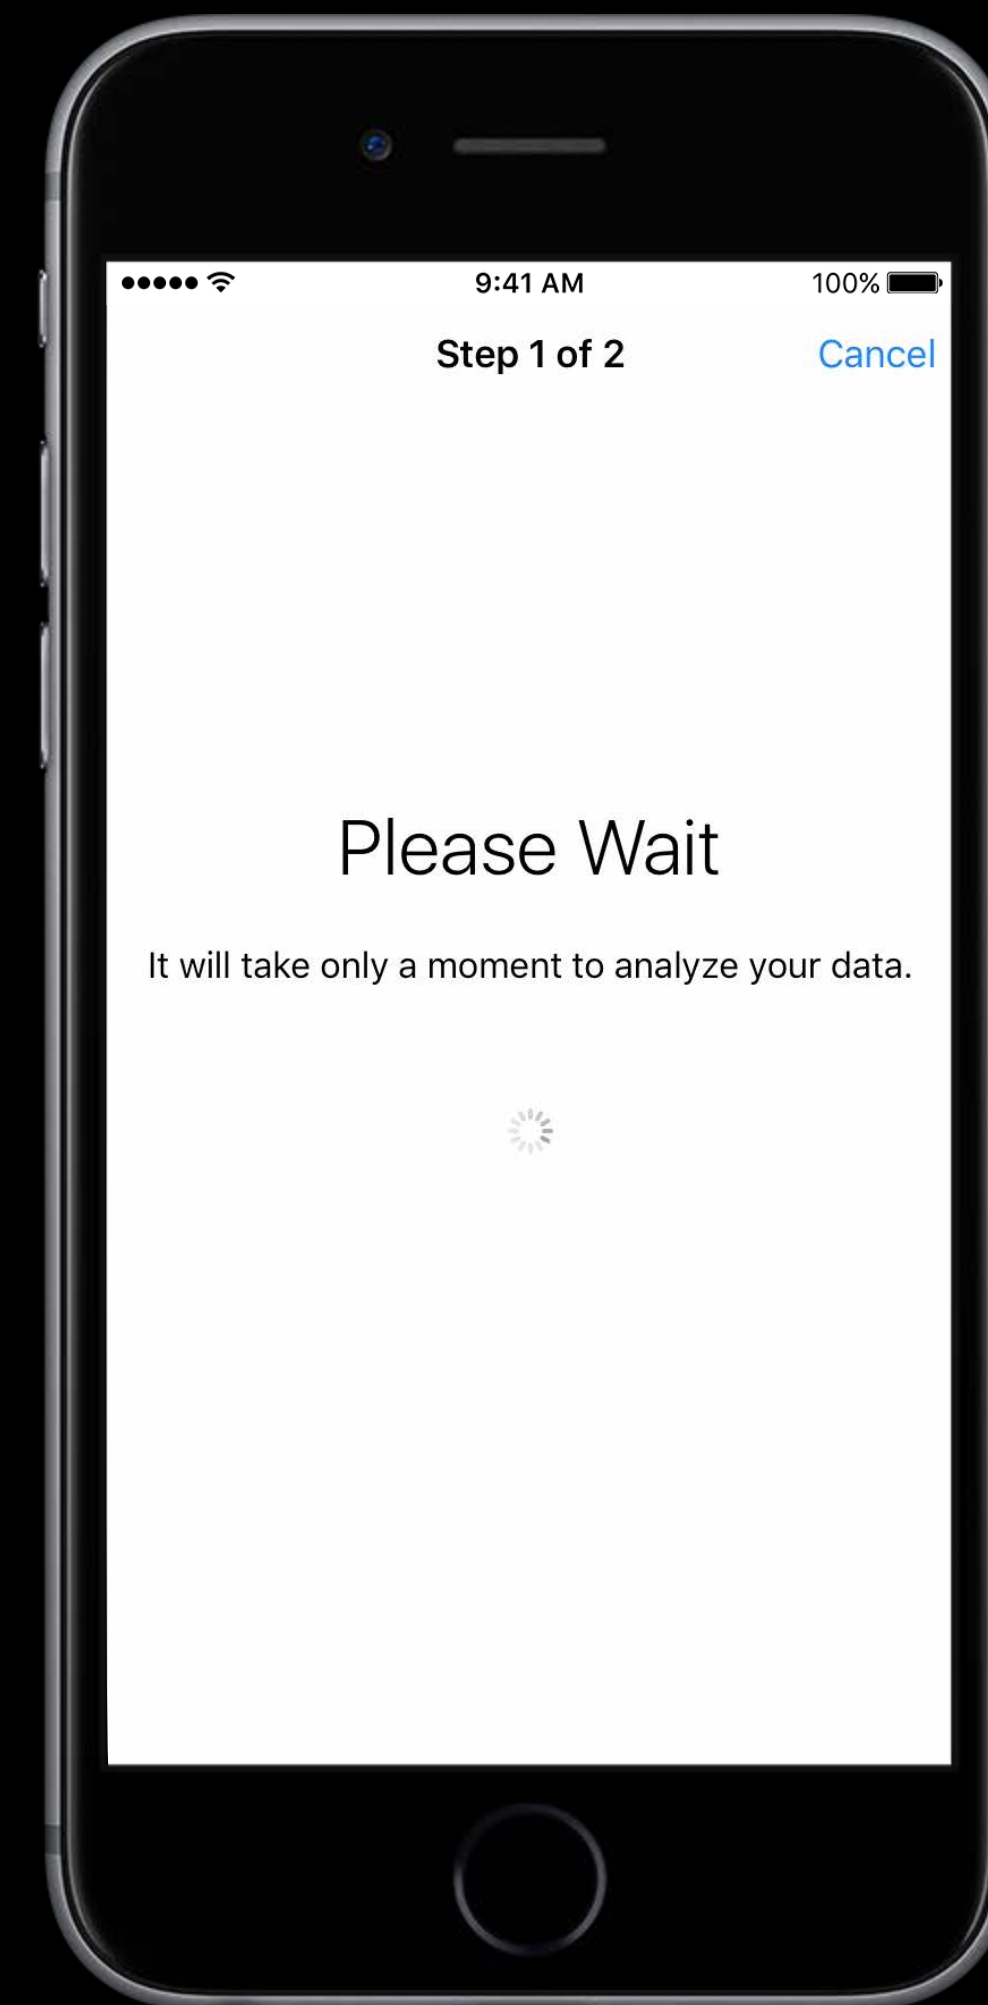 9:41 AM 100%
Step 1 of 2 Cancel
Please Wait
It will take only a moment to analyze your data.